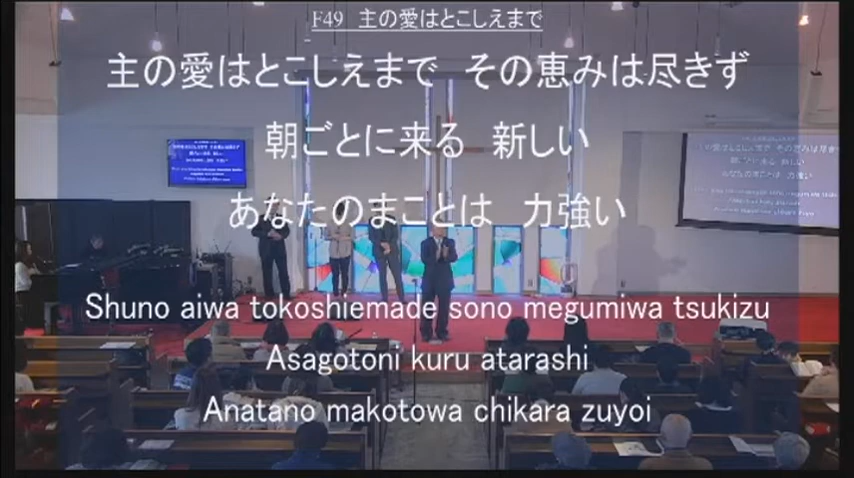 F49 主の愛はとこしえまで
主の愛はとこしえまで その恵みは尽きず
朝ごとに来る 新しい
あなたのまことは 力強い
Shuno aiwa tokoshiemade sono megumiwa tsukizu
Asagotoni kuru atarashi
Anatano makotowa chikara zuyoi